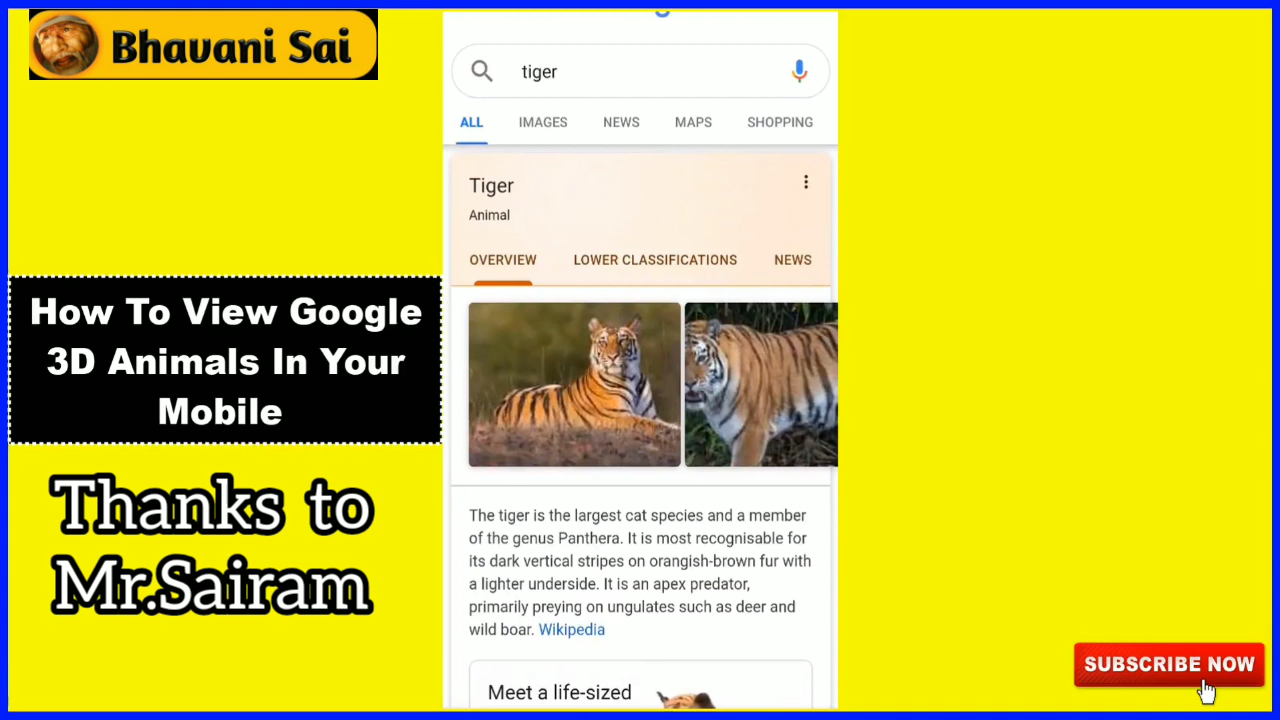 Bhavani Sai
tiger
ALL IMAGES NEWS MAPS SHOPPING
Tiger
Animal
OVERVIEW LOWER CLASSIFICATIONS NEWS
How To View Google
3D Animals In Your
Mobile
Thanks to
Mr.Sairam
The tiger is the largest cat species and a member
of the genus Panthera. It is most recognisable for
its dark vertical stripes on orangish-brown fur with
a lighter underside. It is an apex predator,
primarily preying on ungulates such as deer and
wild boar. Wikipedia
Meet a life-sized
SUBSCRIBE NOW